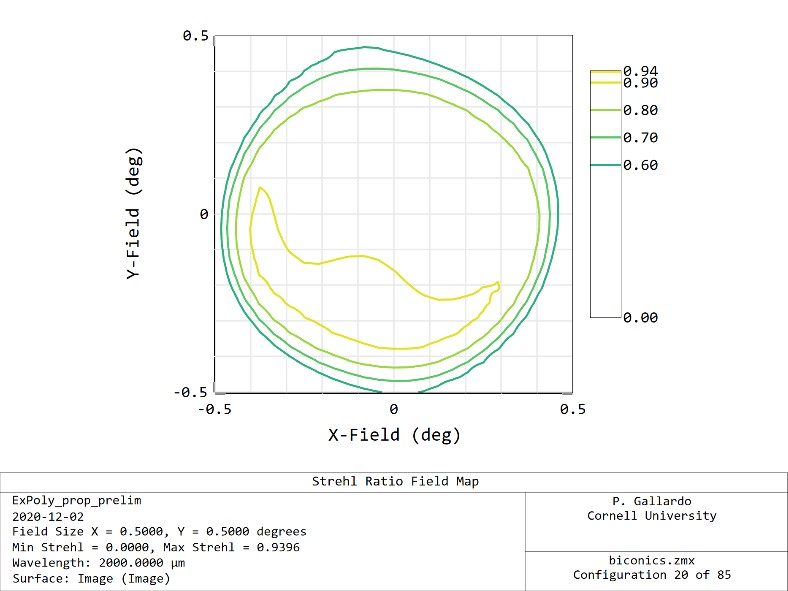 0.5
0
-0.5
Y-Field (deg)
-0.5 0 0.5
X-Field (deg)
0.94
0.90
0.80
0.70
0.60
0.00
Strehl Ratio Field Map
ExPoly_prop_prelim
2020-12-02
Field Size X = 0.5000, Y = 0.5000 degrees
Min Strehl = 0.0000, Max Strehl = 0.9396
Wavelength: 2000.0000 µm
Surface: Image (Image)
P. Gallardo
Cornell University
biconics.zmx
Configuration 20 of 85